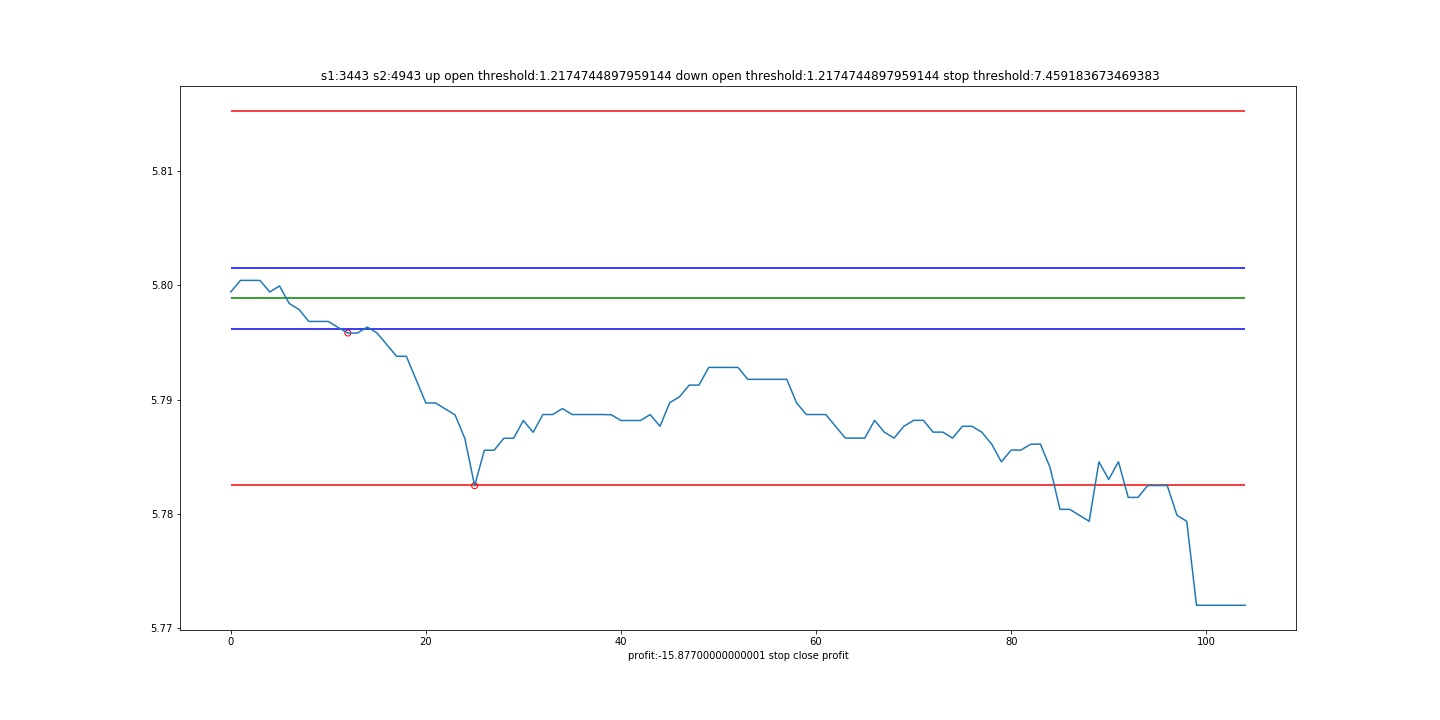 s1:3443 s2:4943 up open threshold:1.2174744897959144 down open threshold:1.2174744897959144 stop threshold:7.459183673469383
5.81
5.80
5.79
5.78
5.77
0 20 40 60 80 100
profit:-15.87700000000001 stop close profit